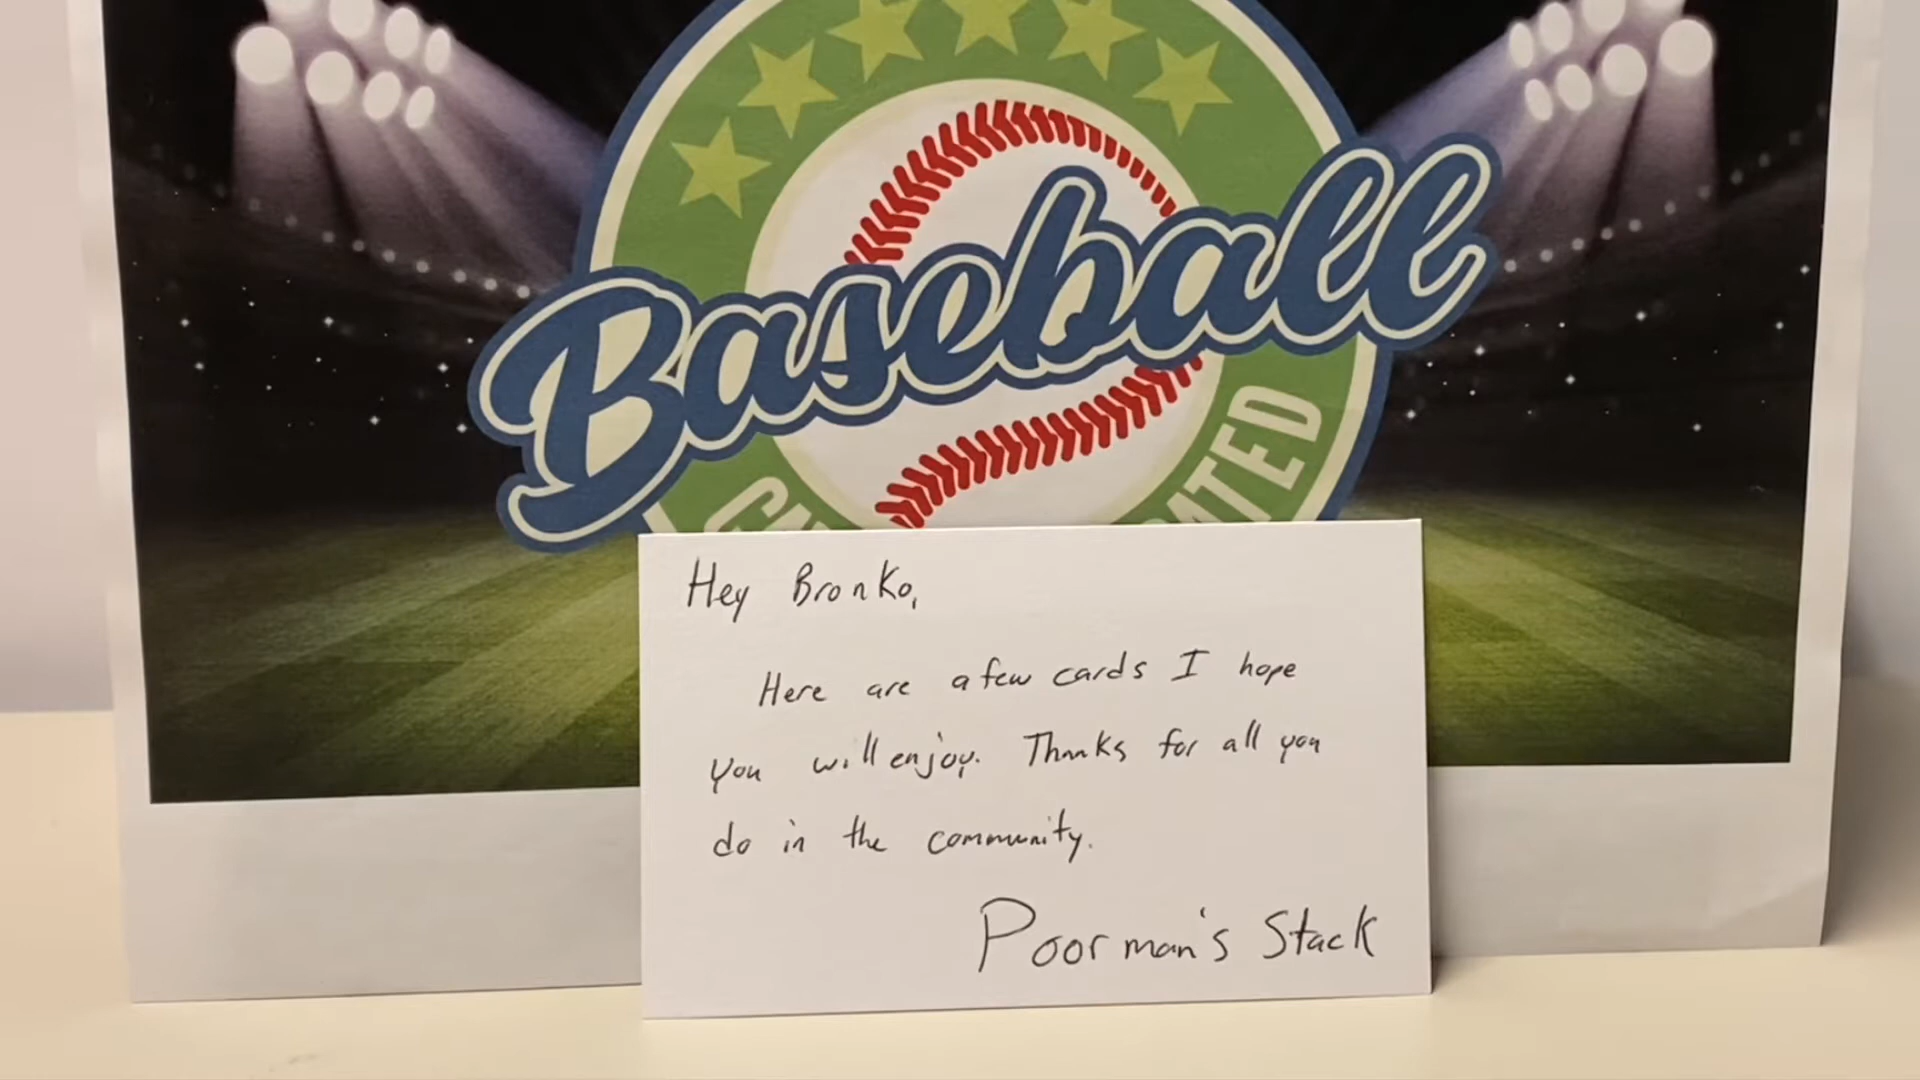 Baseball
Hey Bronko,
Here are a few cards I hope
you will enjoy. Thanks for all you
do in the community.
Poorman's Stack